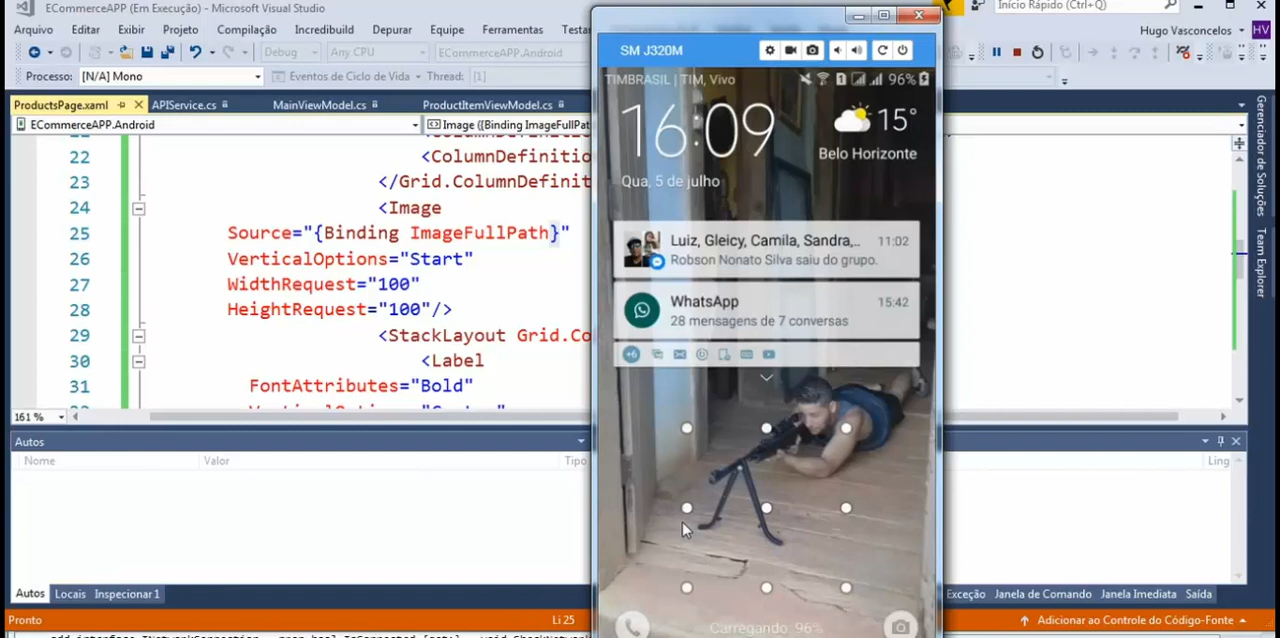 ECommerceAPP (Em Execução) - Microsoft Visual Studio
Início Rápido (Ctrl+Q)
Arquivo Editar Exibir Projeto Compilação Incredibuild Depurar Equipe Ferramentas
Hugo Vasconcelos HV
Debug Any CPU ECommerceAPP.Android
Processo: [N/A] Mono Eventos de Ciclo de Vida Thread: [1]
ProductsPage.xaml APIService.cs MainViewModel.cs ProductItemViewModel.cs
ECommerceAPP.Android Image ({Binding ImageFullPat
22 <ColumnDefinitio
23 </Grid.ColumnDefinit
24 <Image
25 Source="{Binding ImageFullPath}"
26 VerticalOptions="Start"
27 WidthRequest="100"
28 HeightRequest="100"/>
29 <StackLayout Grid.Co
30 <Label
31 FontAttributes="Bold"
161 %
Autos
Nome Valor Tipo
Ling
Autos Locais Inspecionar 1
Exceção Janela de Comando Janela Imediata Saída
Pronto Li 25
Adicionar ao Controle do Código-Fonte
Gerenciador de Soluções
Team Explorer
SM J320M
TIMBRASIL | TIM, Vivo
1 96%
16:09
15°
Belo Horizonte
Qua, 5 de julho
Luiz, Gleicy, Camila, Sandra,.. 11:02
Robson Nonato Silva saiu do grupo.
WhatsApp 15:42
28 mensagens de 7 conversas
+6
Carregando: 96%